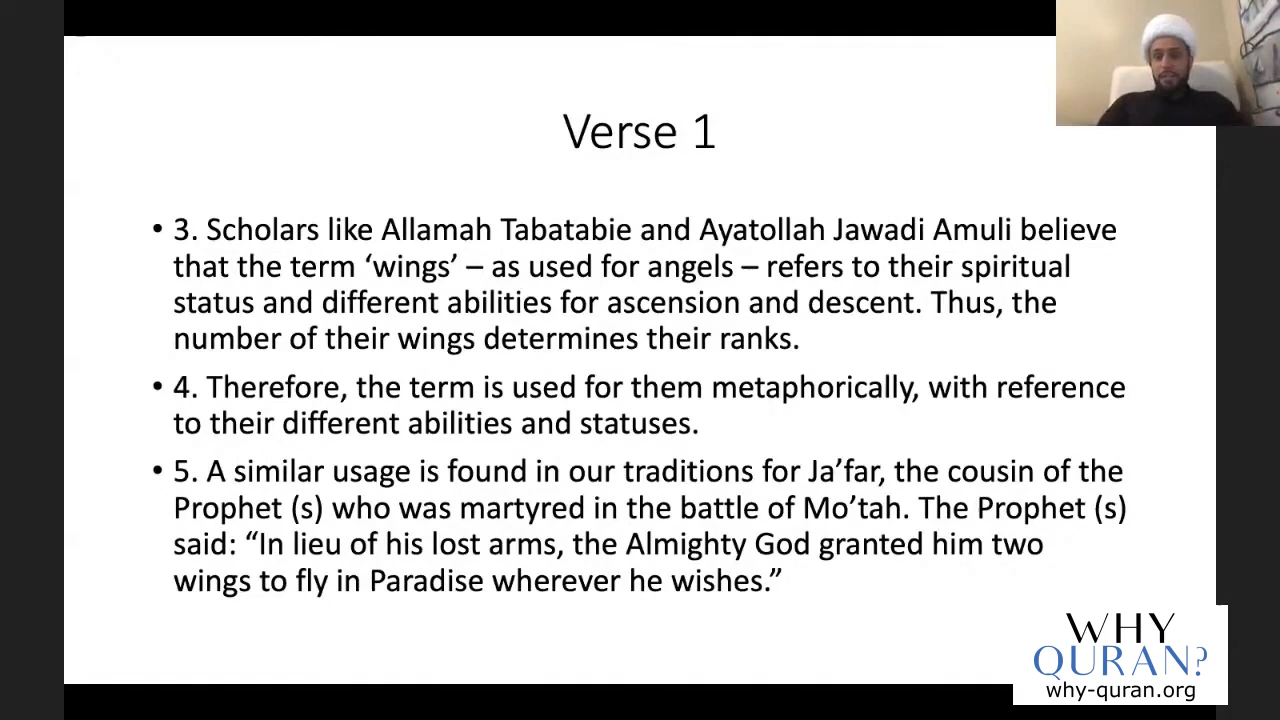 Verse 1
• 3. Scholars like Allamah Tabatabie and Ayatollah Jawadi Amuli believe
that the term ‘wings’ – as used for angels – refers to their spiritual
status and different abilities for ascension and descent. Thus, the
number of their wings determines their ranks.
• 4. Therefore, the term is used for them metaphorically, with reference
to their different abilities and statuses.
• 5. A similar usage is found in our traditions for Ja’far, the cousin of the
Prophet (s) who was martyred in the battle of Mo’tah. The Prophet (s)
said: “In lieu of his lost arms, the Almighty God granted him two
wings to fly in Paradise wherever he wishes.”
WHY
QURAN?
why-quran.org